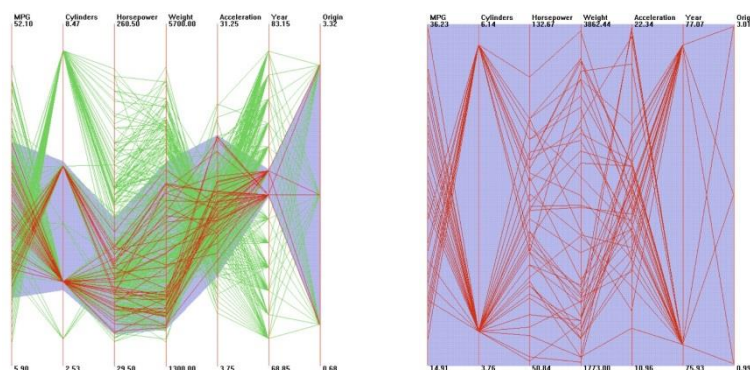 MPG Cylinders Horsepower Weight Acceleration Year Origin
52.10 8.47 260.50 5700.00 31.25 83.15 3.32
5.90 2.53 29.50 1300.00 3.75 68.85 0.68
MPG Cylinders Horsepower Weight Acceleration Year
36.23 6.14 132.67 3862.44 22.34 77.07
14.91 3.76 50.84 1773.00 10.96 75.93